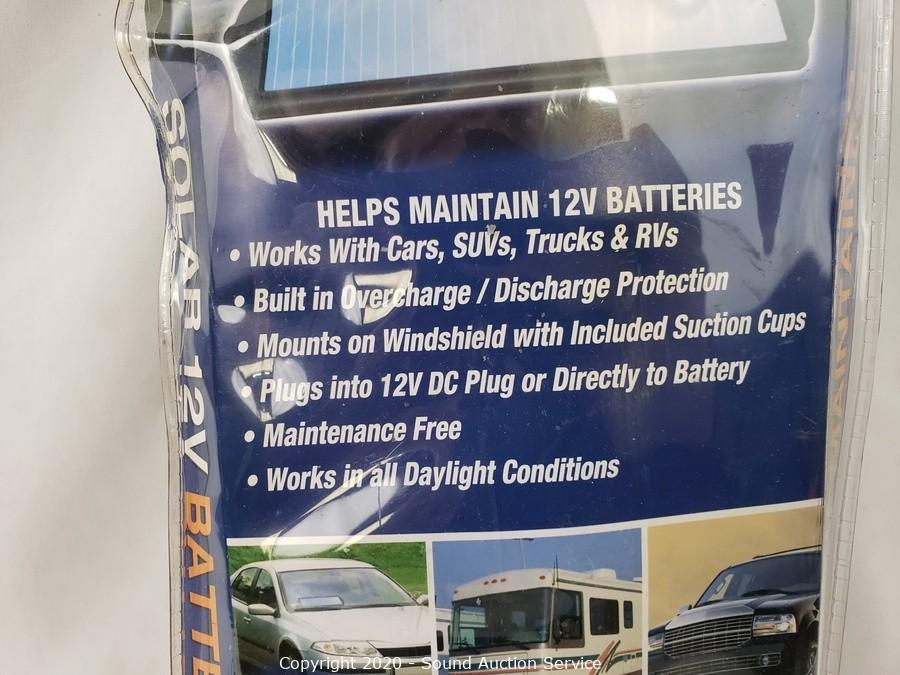 HELPS MAINTAIN 12V BATTERIES
• Works With Cars, SUVs, Trucks & RVs
• Built in Overcharge / Discharge Protection
• Mounts on Windshield with Included Suction Cups
• Plugs into 12V DC Plug or Directly to Battery
• Maintenance Free
• Works in all Daylight Conditions
SOLAR 12V
Copyright 2020 - Sound Auction Service